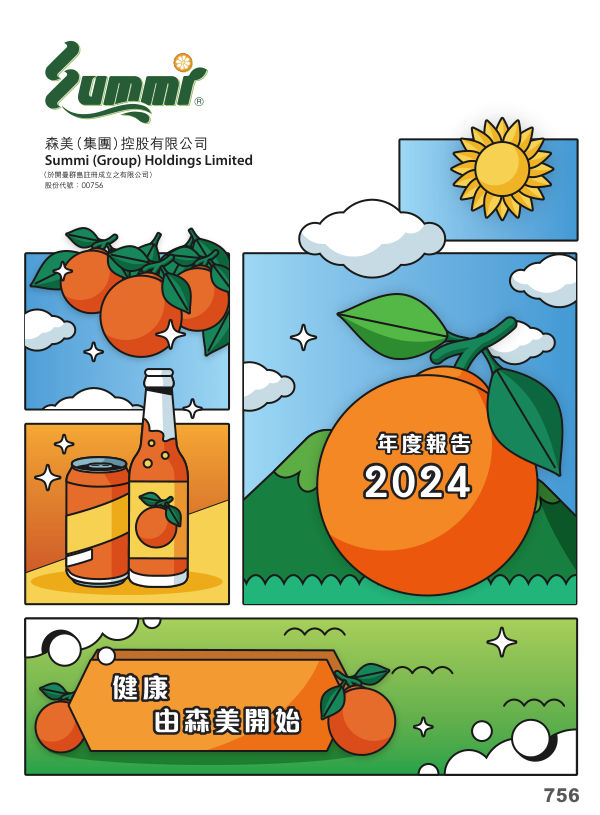 Summi®
森美（集團）控股有限公司
Summi (Group) Holdings Limited
（於開曼群島註冊成立之有限公司）
股份代號：00756
年度報告
2024
健康
由森美開始
756